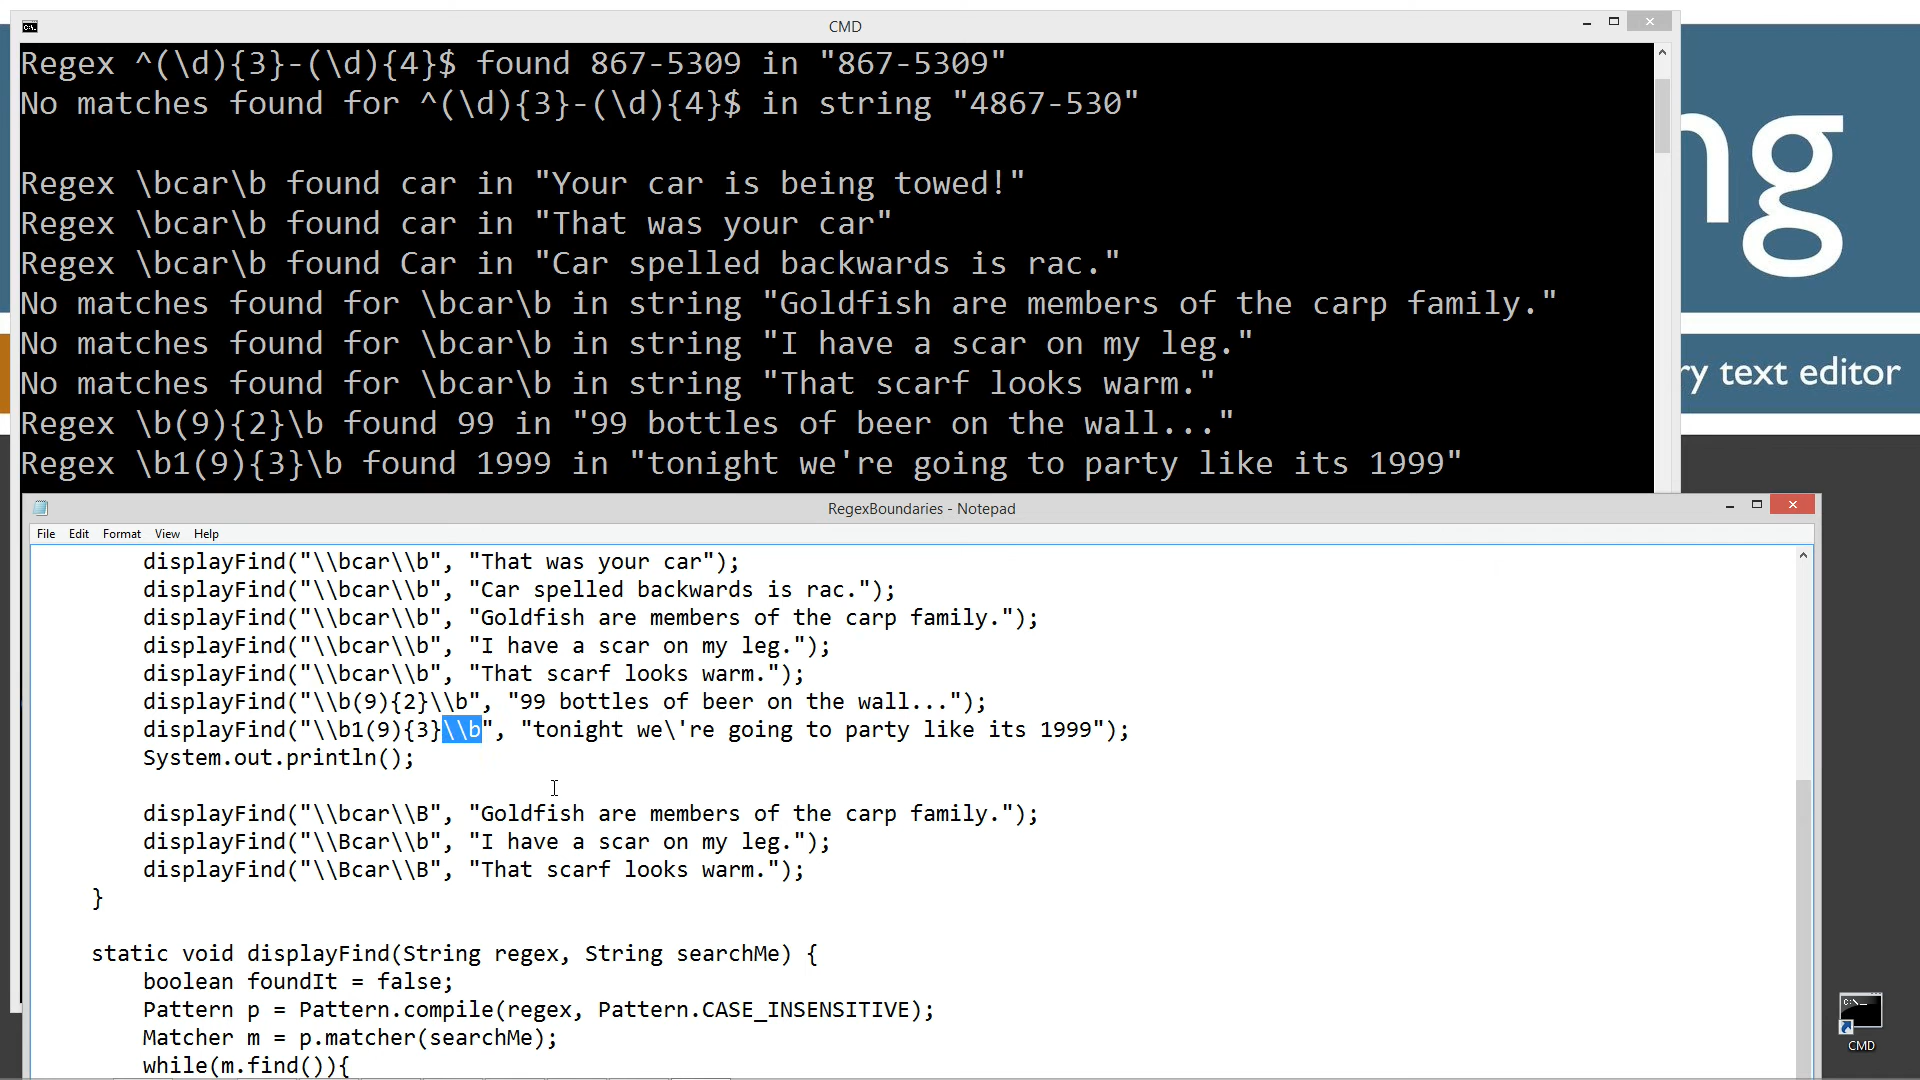 CMD
Regex ^(\d){3}-(\d){4}$ found 867-5309 in "867-5309"
No matches found for ^(\d){3}-(\d){4}$ in string "4867-530"
Regex \bcar\b found car in "Your car is being towed!"
Regex \bcar\b found car in "That was your car"
Regex \bcar\b found Car in "Car spelled backwards is rac."
No matches found for \bcar\b in string "Goldfish are members of the carp family."
No matches found for \bcar\b in string "I have a scar on my leg."
No matches found for \bcar\b in string "That scarf looks warm."
Regex \b(9){2}\b found 99 in "99 bottles of beer on the wall..."
Regex \b1(9){3}\b found 1999 in "tonight we're going to party like its 1999"
ng
ry text editor
RegexBoundaries - Notepad
File Edit Format View Help
displayFind("\\bcar\\b", "That was your car");
displayFind("\\bcar\\b", "Car spelled backwards is rac.");
displayFind("\\bcar\\b", "Goldfish are members of the carp family.");
displayFind("\\bcar\\b", "I have a scar on my leg.");
displayFind("\\bcar\\b", "That scarf looks warm.");
displayFind("\\b(9){2}\\b", "99 bottles of beer on the wall...");
displayFind("\\b1(9){3}\\b", "tonight we\'re going to party like its 1999");
System.out.println();
displayFind("\\bcar\\B", "Goldfish are members of the carp family.");
displayFind("\\Bcar\\b", "I have a scar on my leg.");
displayFind("\\Bcar\\B", "That scarf looks warm.");
}
static void displayFind(String regex, String searchMe) {
boolean foundIt = false;
Pattern p = Pattern.compile(regex, Pattern.CASE_INSENSITIVE);
Matcher m = p.matcher(searchMe);
while(m.find()){
CMD